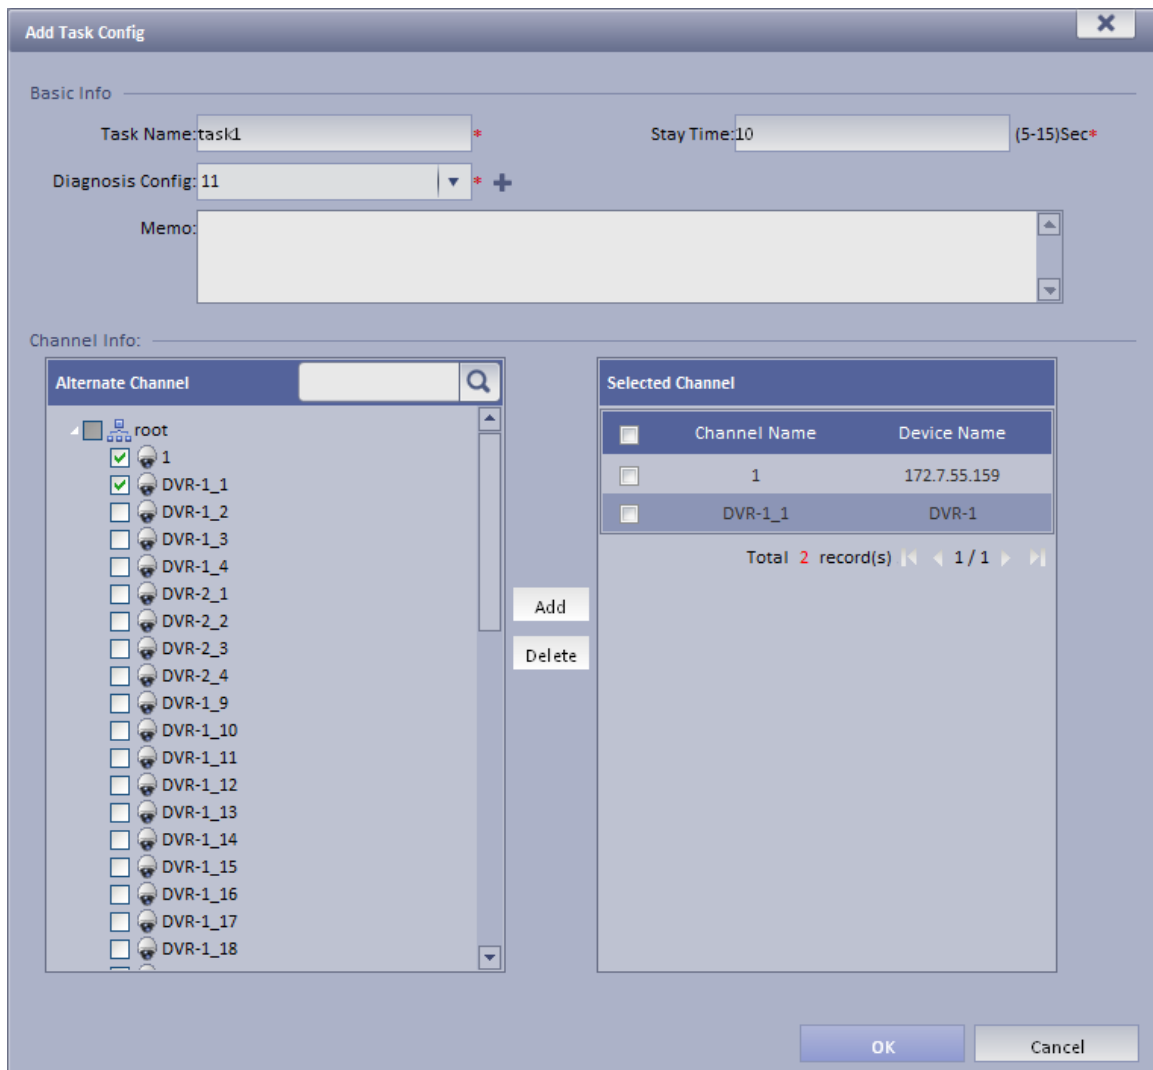 Add Task Config
Basic Info
Task Name:task1 * Stay Time:10 (5-15)Sec*
Diagnosis Config: 11 *
Memo:
Channel Info:
Alternate Channel
root
1
DVR-1_1
DVR-1_2
DVR-1_3
DVR-1_4
DVR-2_1
DVR-2_2
DVR-2_3
DVR-2_4
DVR-1_9
DVR-1_10
DVR-1_11
DVR-1_12
DVR-1_13
DVR-1_14
DVR-1_15
DVR-1_16
DVR-1_17
DVR-1_18
Add
Delete
Selected Channel
Channel Name Device Name
1 172.7.55.159
DVR-1_1 DVR-1
Total 2 record(s) 1 / 1
OK Cancel